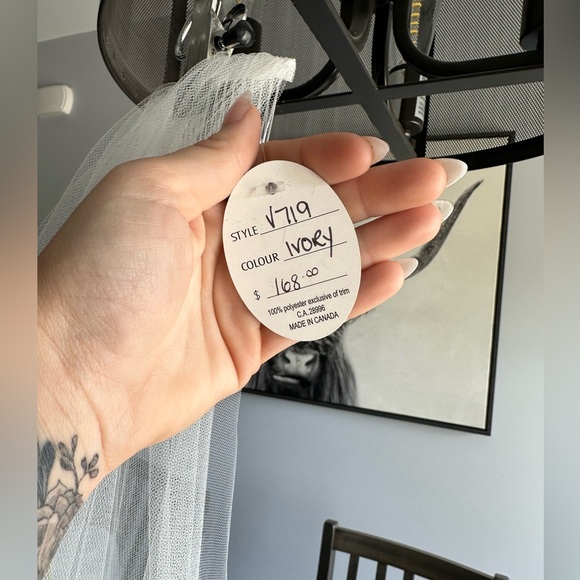 STYLE V719
COLOUR IVORY
$ 168.00
100% polyester exclusive of trim
C.A. 28996
MADE IN CANADA